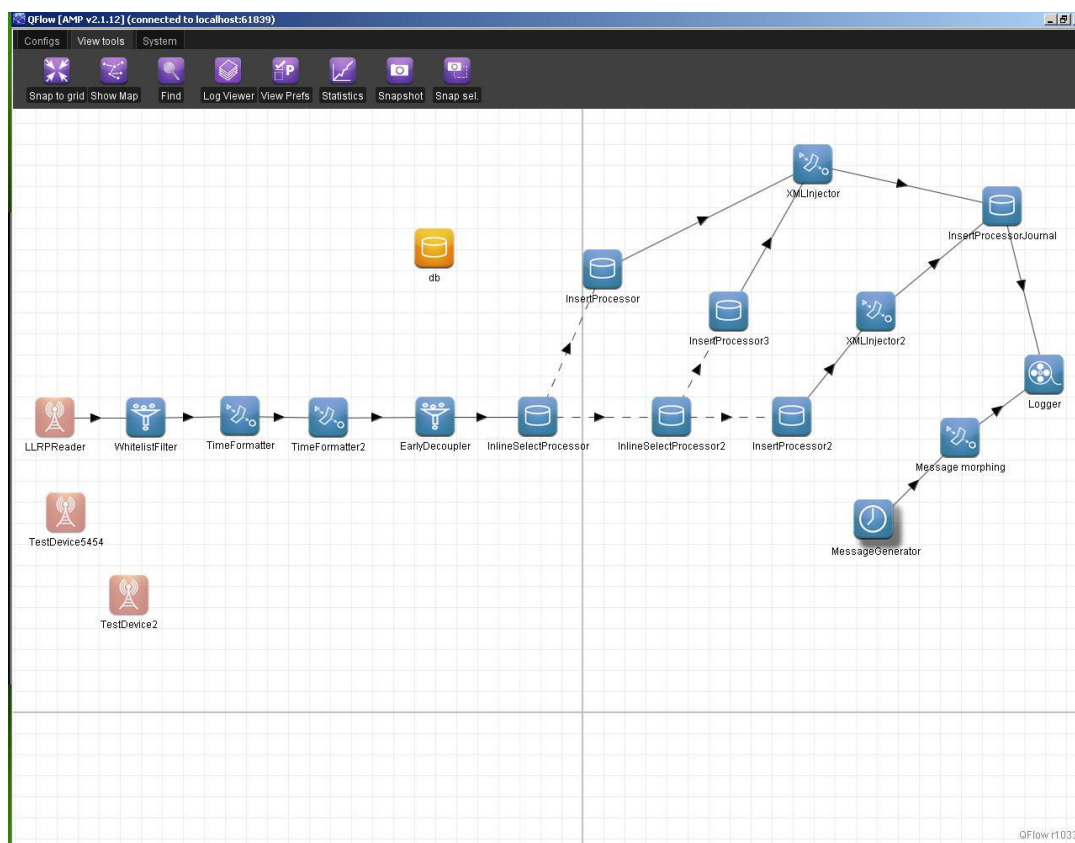 QFlow [AMP v2.1.12] (connected to localhost:61839)
Configs View tools System
Snap to grid Show Map Find Log Viewer View Prefs Statistics Snapshot Snap sel.
XMLInjector
InsertProcessorJournal
db
InsertProcessor
InsertProcessor3 XMLInjector2
Logger
LLRPReader WhitelistFilter TimeFormatter TimeFormatter2 EarlyDecoupler InlineSelectProcessor InlineSelectProcessor2 InsertProcessor2
Message morphing
TestDevice5454 MessageGenerator
TestDevice2
QFlow r1033